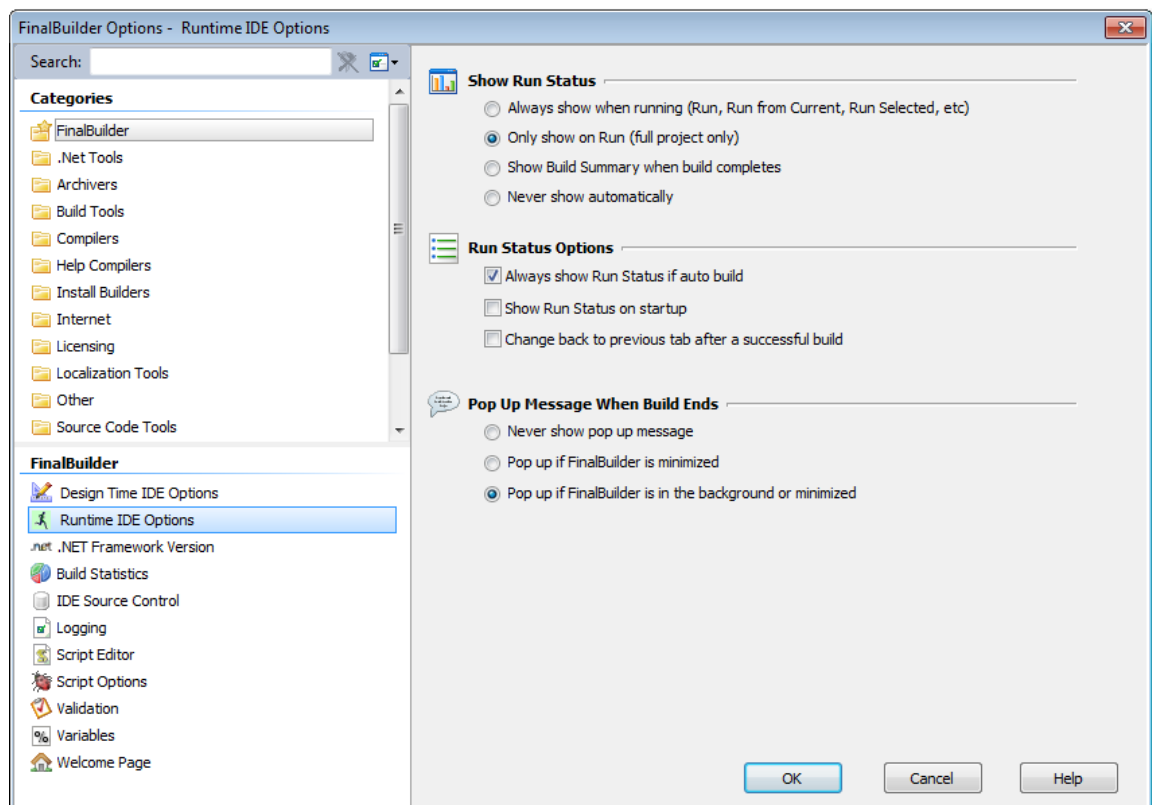 FinalBuilder Options - Runtime IDE Options
Search:
Categories
FinalBuilder
.Net Tools
Archivers
Build Tools
Compilers
Help Compilers
Install Builders
Internet
Licensing
Localization Tools
Other
Source Code Tools
FinalBuilder
Design Time IDE Options
Runtime IDE Options
.net .NET Framework Version
Build Statistics
IDE Source Control
Logging
Script Editor
Script Options
Validation
% Variables
Welcome Page
Show Run Status
Always show when running (Run, Run from Current, Run Selected, etc)
Only show on Run (full project only)
Show Build Summary when build completes
Never show automatically
Run Status Options
Always show Run Status if auto build
Show Run Status on startup
Change back to previous tab after a successful build
Pop Up Message When Build Ends
Never show pop up message
Pop up if FinalBuilder is minimized
Pop up if FinalBuilder is in the background or minimized
OK
Cancel
Help